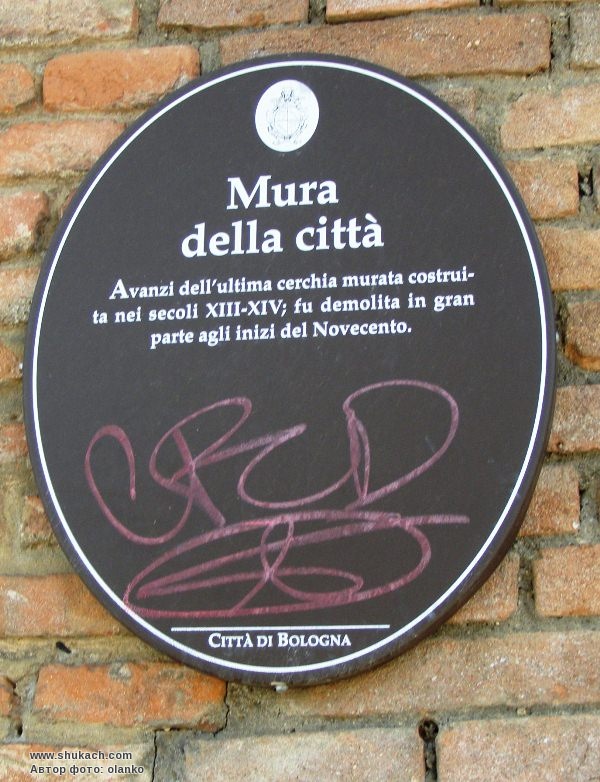 Mura
della città
Avanzi dell'ultima cerchia murata costrui-
ta nei secoli XIII-XIV; fu demolita in gran
parte agli inizi del Novecento.
CITTÀ DI BOLOGNA
www.shukach.com
Автор фото: olanko